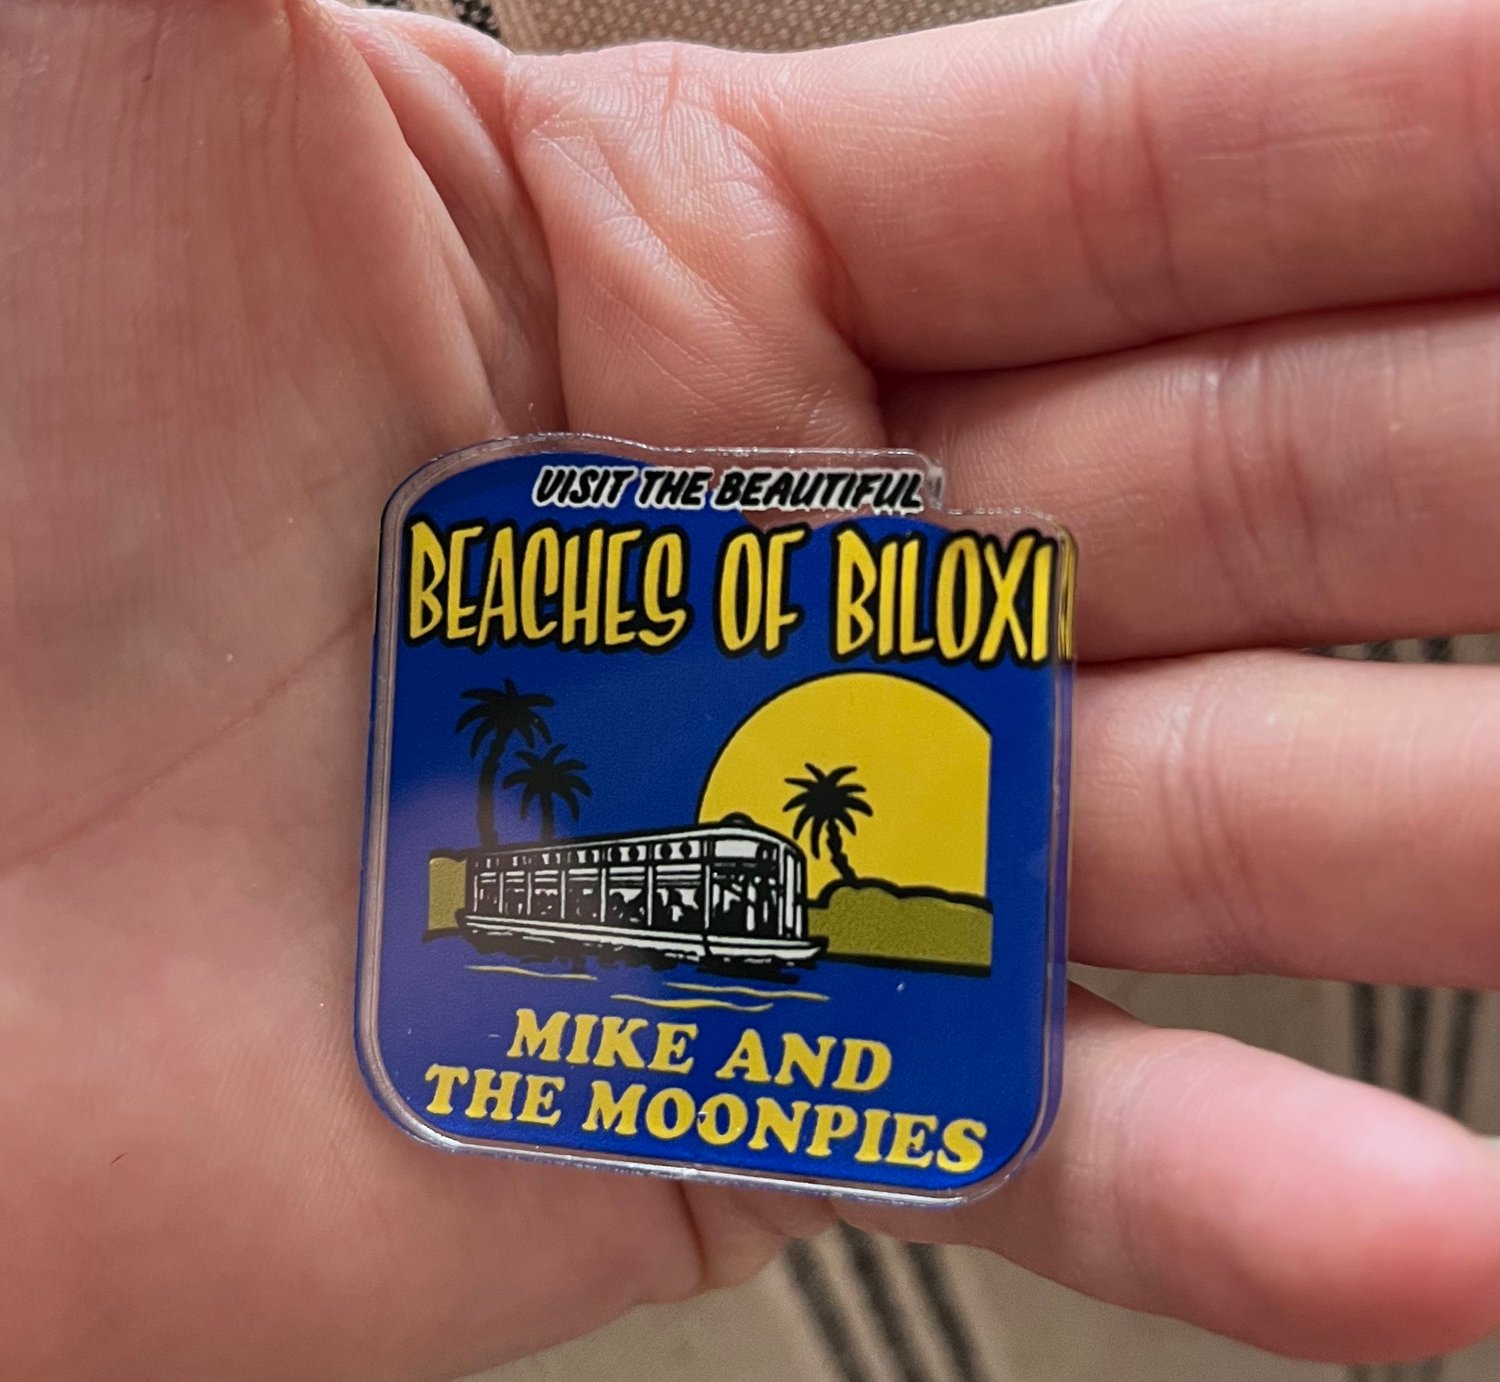 VISIT THE BEAUTIFUL
BEACHES OF BILOXI
MIKE AND
THE MOONPIES